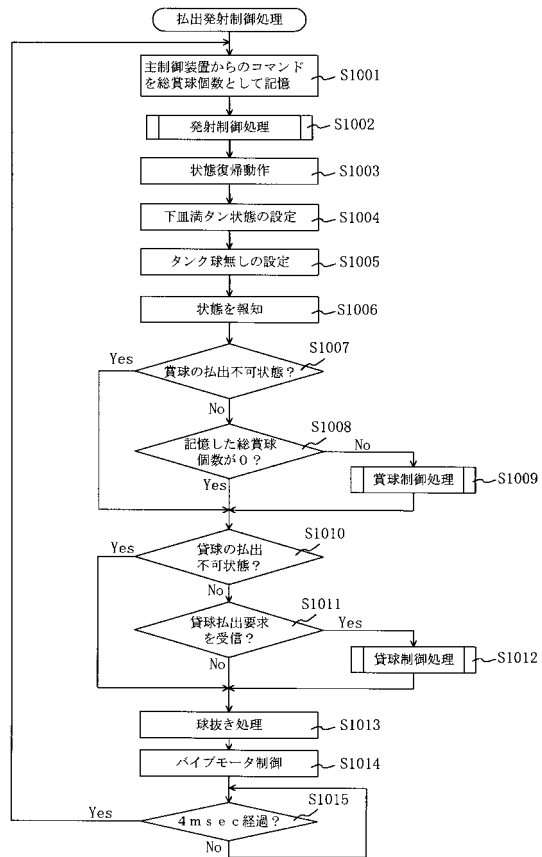 払出発射制御処理
主制御装置からのコマンド
を総賞球個数として記憶
S1001
発射制御処理
S1002
状態復帰動作
S1003
下皿満タン状態の設定
S1004
タンク球無しの設定
S1005
状態を報知
S1006
S1007
Yes
賞球の払出不可状態?
No
S1008
記憶した総賞球
個数が0?
No
Yes
賞球制御処理
S1009
S1010
Yes
貸球の払出
不可状態?
No
S1011
貸球払出要求
を受信?
Yes
No
貸球制御処理
S1012
球抜き処理
S1013
バイブモータ制御
S1014
S1015
Yes
4msec経過?
No